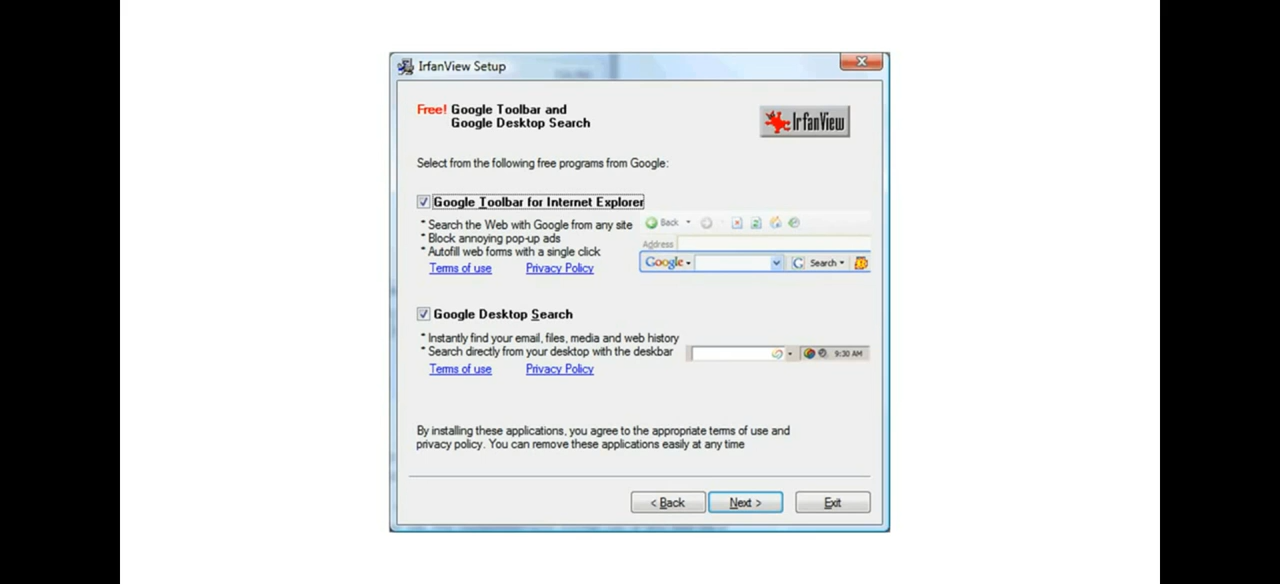 IrfanView Setup
Free! Google Toolbar and
Google Desktop Search
IrfanView
Select from the following free programs from Google:
Google Toolbar for Internet Explorer
* Search the Web with Google from any site
* Block annoying pop-up ads
* Autofill web forms with a single click
Terms of use Privacy Policy
Back
Address
Google Search
Google Desktop Search
* Instantly find your email, files, media and web history
* Search directly from your desktop with the deskbar
9:30 AM
Terms of use Privacy Policy
By installing these applications, you agree to the appropriate terms of use and
privacy policy. You can remove these applications easily at any time
< Back Next > Exit